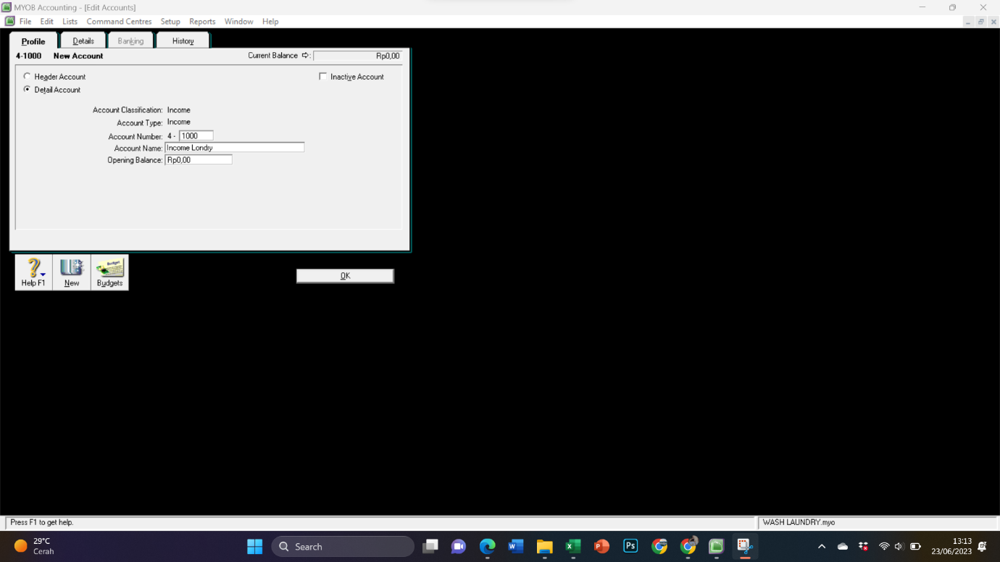 MYOB Accounting - [Edit Accounts]
File Edit Lists Command Centres Setup Reports Window Help
Profile Details Banking History
4-1000 New Account Current Balance ⇨: Rp0,00
Header Account Inactive Account
Detail Account
Account Classification: Income
Account Type: Income
Account Number: 4 - 1000
Account Name: Income Londry
Opening Balance: Rp0,00
Budget
Help F1 New Budgets OK
Press F1 to get help. WASH LAUNDRY.myo
29°C
Cerah
Search
Ps
13:13
23/06/2023